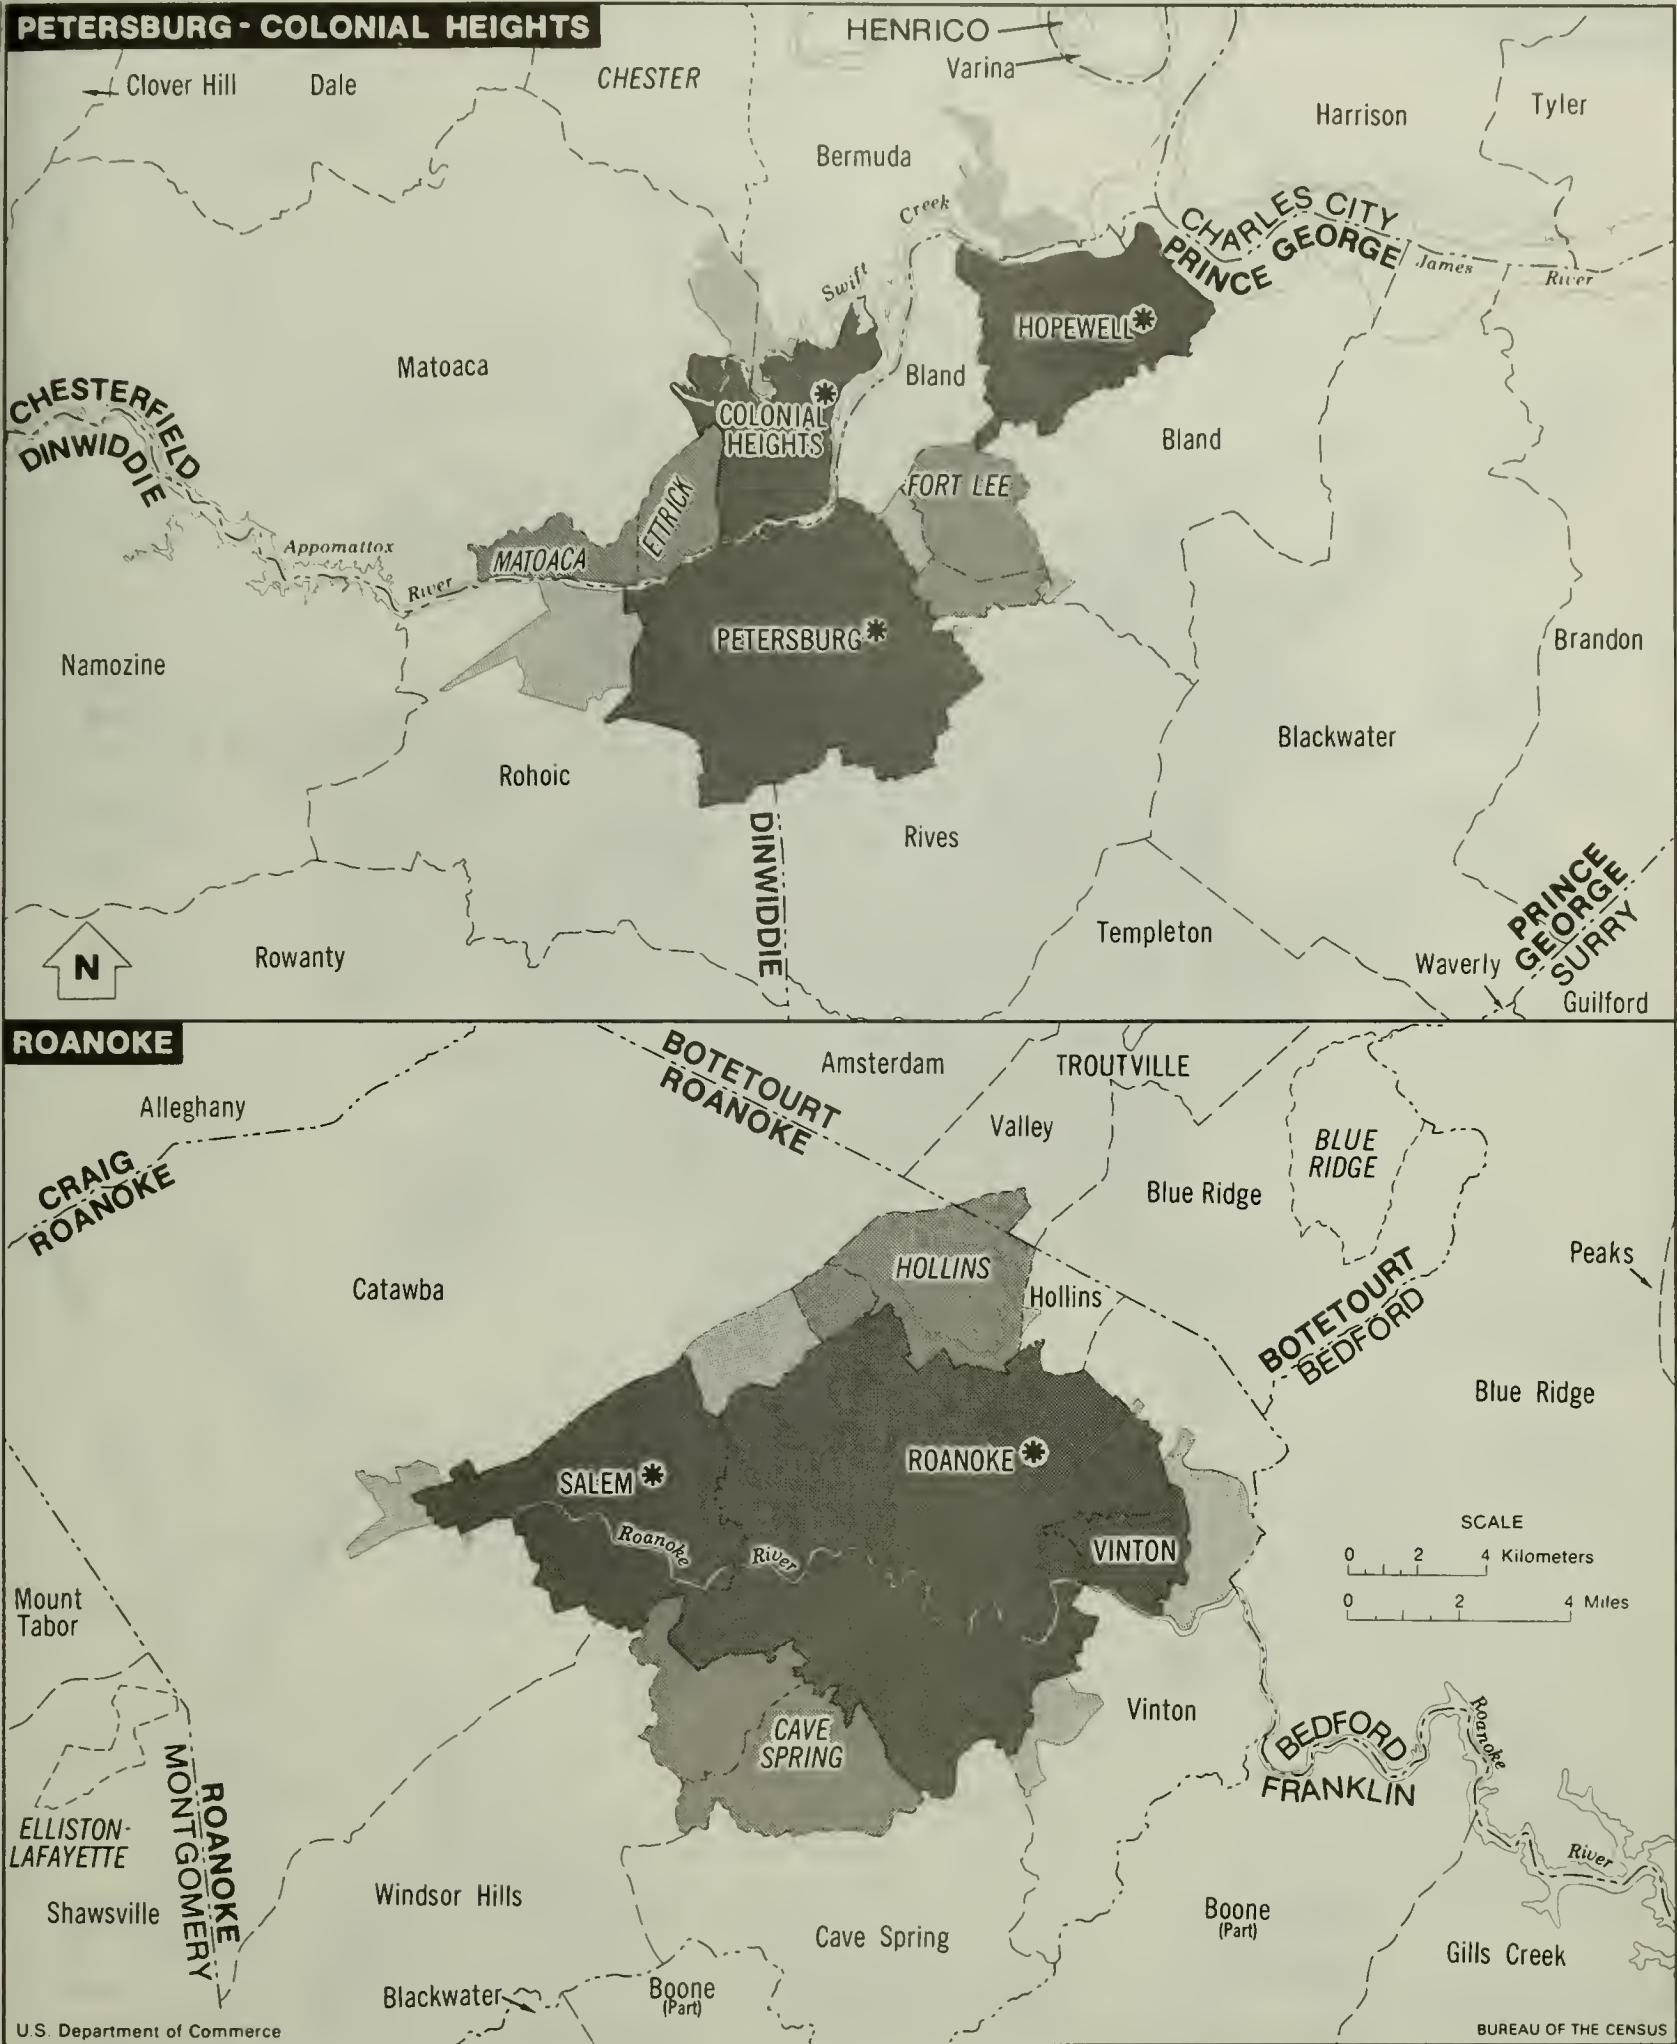 PETERSBURG - COLONIAL HEIGHTS
HENRICO
Varina
Clover Hill
Dale
CHESTER
Harrison
Tyler
Bermuda
Creek
Swift
CHARLES CITY
PRINCE GEORGE
James
River
HOPEWELL
Matoaca
Bland
COLONIAL
HEIGHTS
CHESTERFIELD
DINWIDDIE
Bland
FORT LEE
ETTRICK
MATOACA
Appomattox
River
PETERSBURG
Namozine
Brandon
Blackwater
Rohoic
Rives
DINWIDDIE
PRINCE
GEORGE
SURRY
Templeton
Rowanty
Waverly
Guilford
N
ROANOKE
BOTETOURT
ROANOKE
Amsterdam
TROUTVILLE
Alleghany
Valley
BLUE
RIDGE
CRAIG
ROANOKE
Blue Ridge
Peaks
HOLLINS
Catawba
Hollins
BOTETOURT
BEDFORD
Blue Ridge
ROANOKE
SALEM
SCALE
0 2 4 Kilometers
0 2 4 Miles
Roanoke
River
VINTON
Mount
Tabor
Vinton
CAVE
SPRING
BEDFORD
FRANKLIN
Roanoke
River
ROANOKE
MONTGOMERY
ELLISTON-
LAFAYETTE
Shawsville
Windsor Hills
Cave Spring
Boone
(Part)
Gills Creek
Blackwater
Boone
(Part)
U.S. Department of Commerce
BUREAU OF THE CENSUS